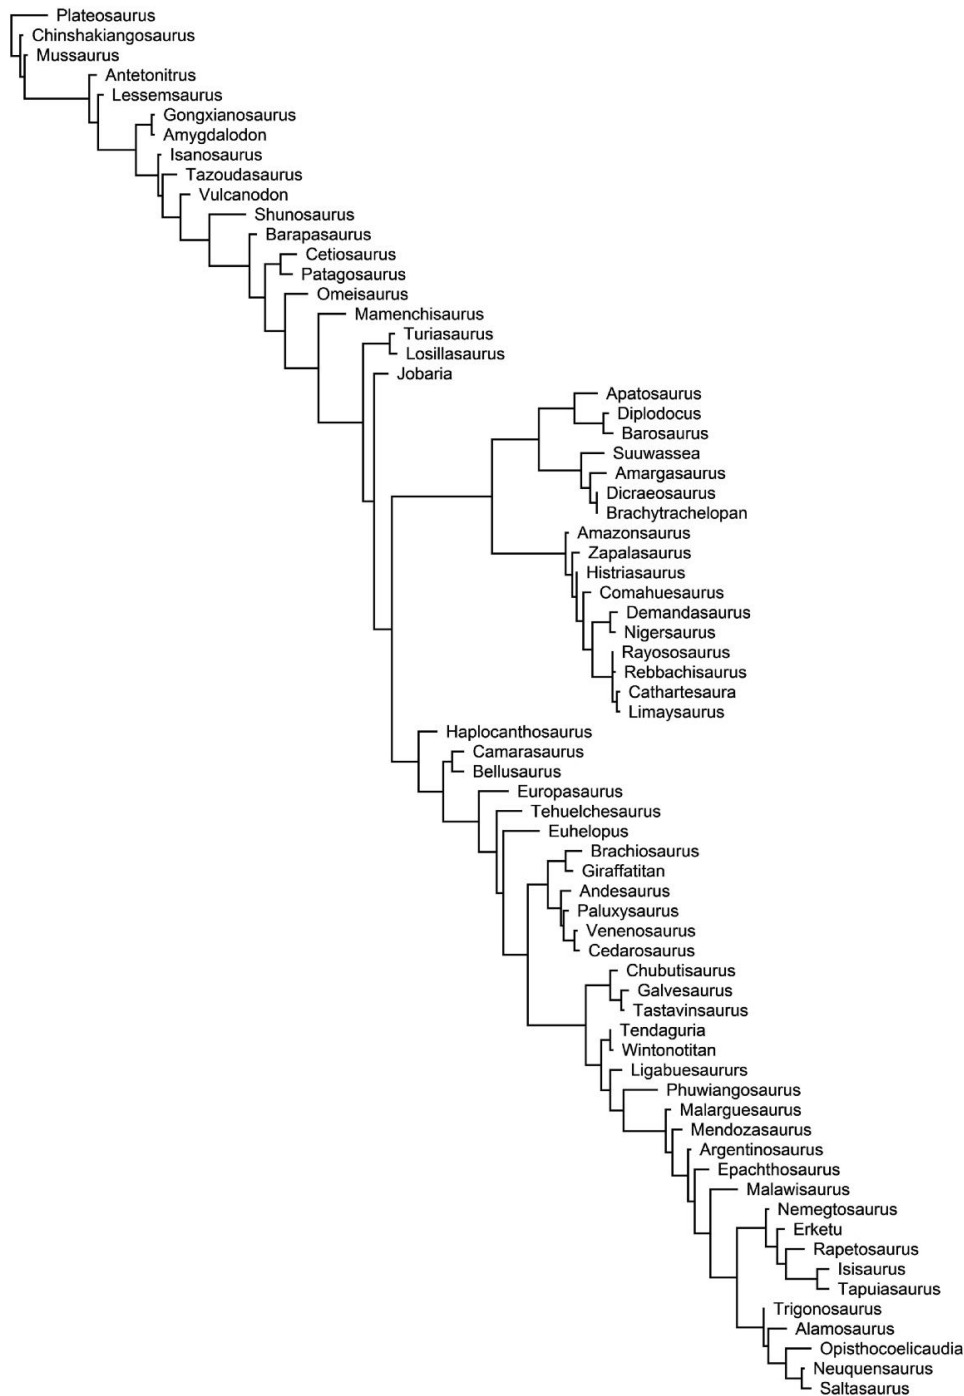 Plateosaurus
Chinshakiangosaurus
Mussaurus
Antetonitrus
Lessemsaurus
Gongxianosaurus
Amygdalodon
Isanosaurus
Tazoudasaurus
Vulcanodon
Shunosaurus
Barapasaurus
Cetiosaurus
Patagosaurus
Omeisaurus
Mamenchisaurus
Turiasaurus
Losillasaurus
Jobaria
Apatosaurus
Diplodocus
Barosaurus
Suuwassea
Amargasaurus
Dicraeosaurus
Brachytrachelopan
Amazonsaurus
Zapalasaurus
Histriasaurus
Comahuesaurus
Demandasaurus
Nigersaurus
Rayososaurus
Rebbachisaurus
Cathartesaura
Limaysaurus
Haplocanthosaurus
Camarasaurus
Bellusaurus
Europasaurus
Tehuelchesaurus
Euhelopus
Brachiosaurus
Giraffatitan
Andesaurus
Paluxysaurus
Venenosaurus
Cedarosaurus
Chubutisaurus
Galvesaurus
Tastavinsaurus
Tendaguria
Wintonotitan
Ligabuesaururs
Phuwiangosaurus
Malarguesaurus
Mendozasaurus
Argentinosaurus
Epachthosaurus
Malawisaurus
Nemegtosaurus
Erketu
Rapetosaurus
Isisaurus
Tapuiasaurus
Trigonosaurus
Alamosaurus
Opisthocoelicaudia
Neuquensaurus
Saltasaurus